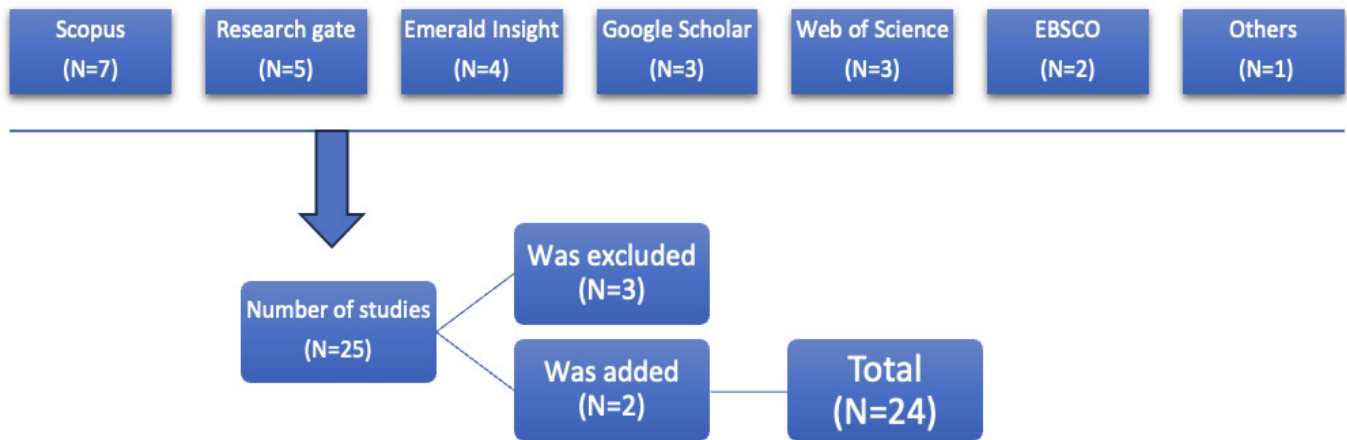 Scopus
(N=7)
Research gate
(N=5)
Emerald Insight
(N=4)
Google Scholar
(N=3)
Web of Science
(N=3)
EBSCO
(N=2)
Others
(N=1)
Number of studies
(N=25)
Was excluded
(N=3)
Was added
(N=2)
Total
(N=24)